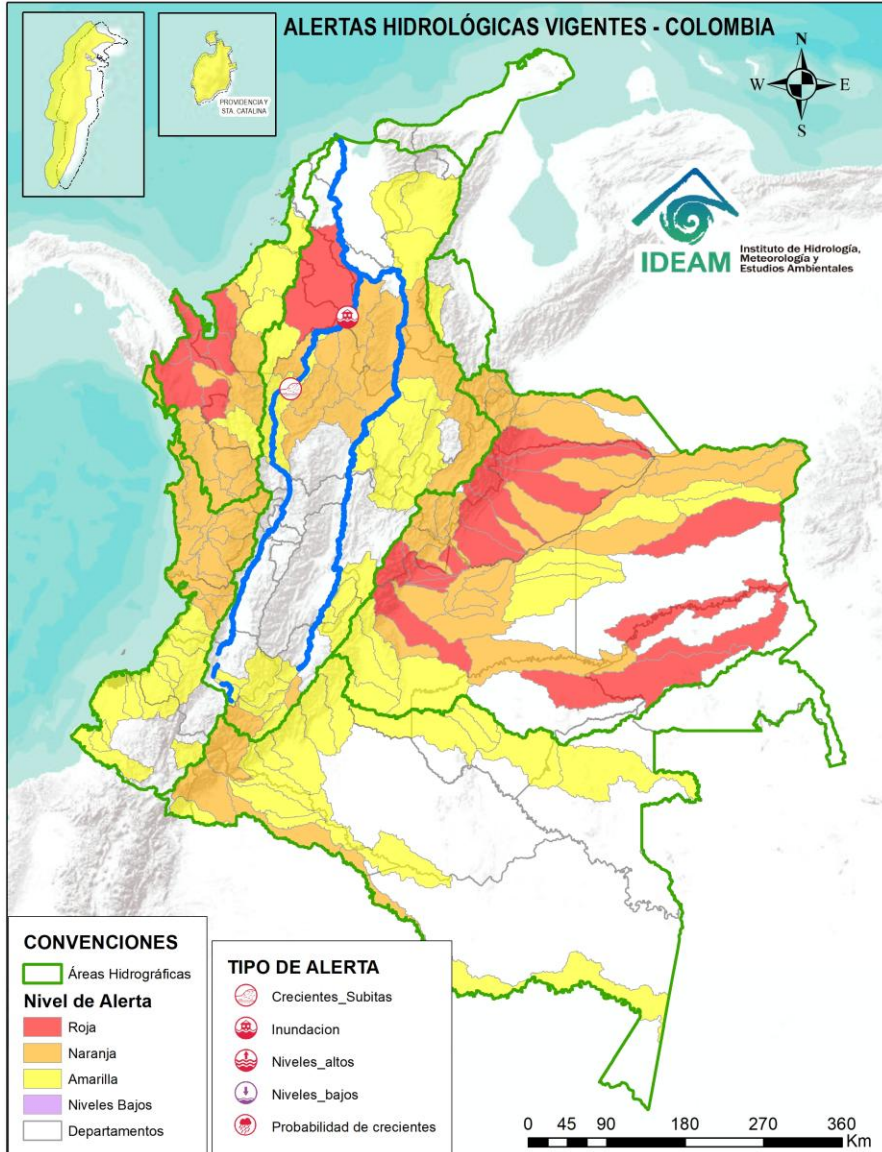 ALERTAS HIDROLÓGICAS VIGENTES - COLOMBIA
PROVIDENCIA Y
STA. CATALINA
N
W
E
S
IDEAM
Instituto de Hidrología,
Meteorología y
Estudios Ambientales
CONVENCIONES
Áreas Hidrográficas
Nivel de Alerta
Roja
Naranja
Amarilla
Niveles Bajos
Departamentos
TIPO DE ALERTA
Crecientes_Subitas
Inundacion
Niveles_altos
Niveles_bajos
Probabilidad de crecientes
0 45 90 180 270 360
Km